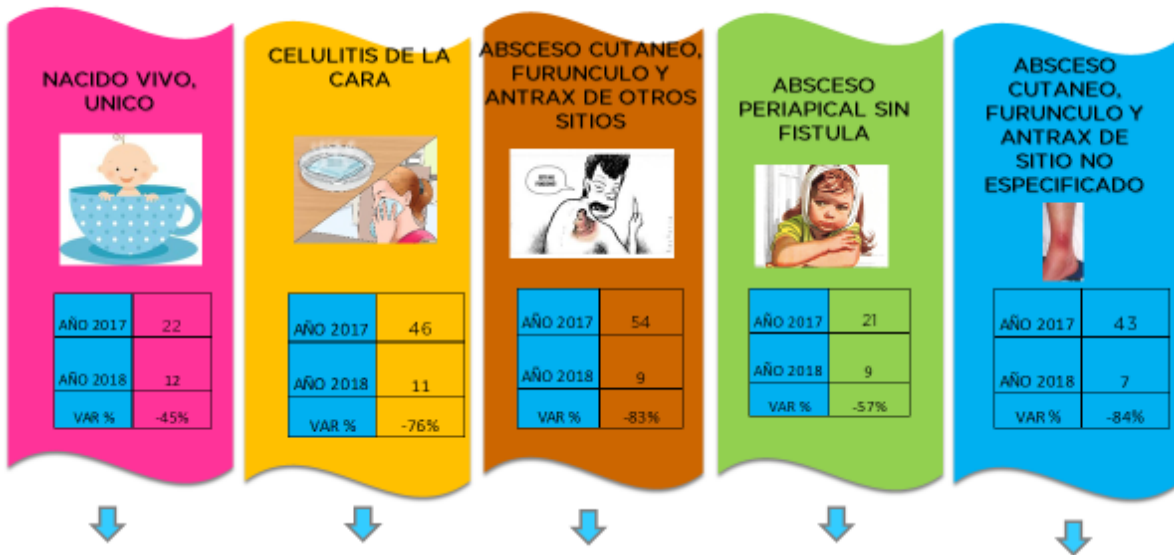 NACIDO VIVO,
UNICO
AÑO 2017 22
AÑO 2018 12
VAR % -45%
CELULITIS DE LA
CARA
AÑO 2017 46
AÑO 2018 11
VAR % -76%
ABSCESO CUTANEO,
FURUNCULO Y
ANTRAX DE OTROS
SITIOS
AÑO 2017 54
AÑO 2018 9
VAR % -83%
ABSCESO
PERIAPICAL SIN
FISTULA
AÑO 2017 21
AÑO 2018 9
VAR % -57%
ABSCESO
CUTANEO,
FURUNCULO Y
ANTRAX DE
SITIO NO
ESPECIFICADO
AÑO 2017 43
AÑO 2018 7
VAR % -84%